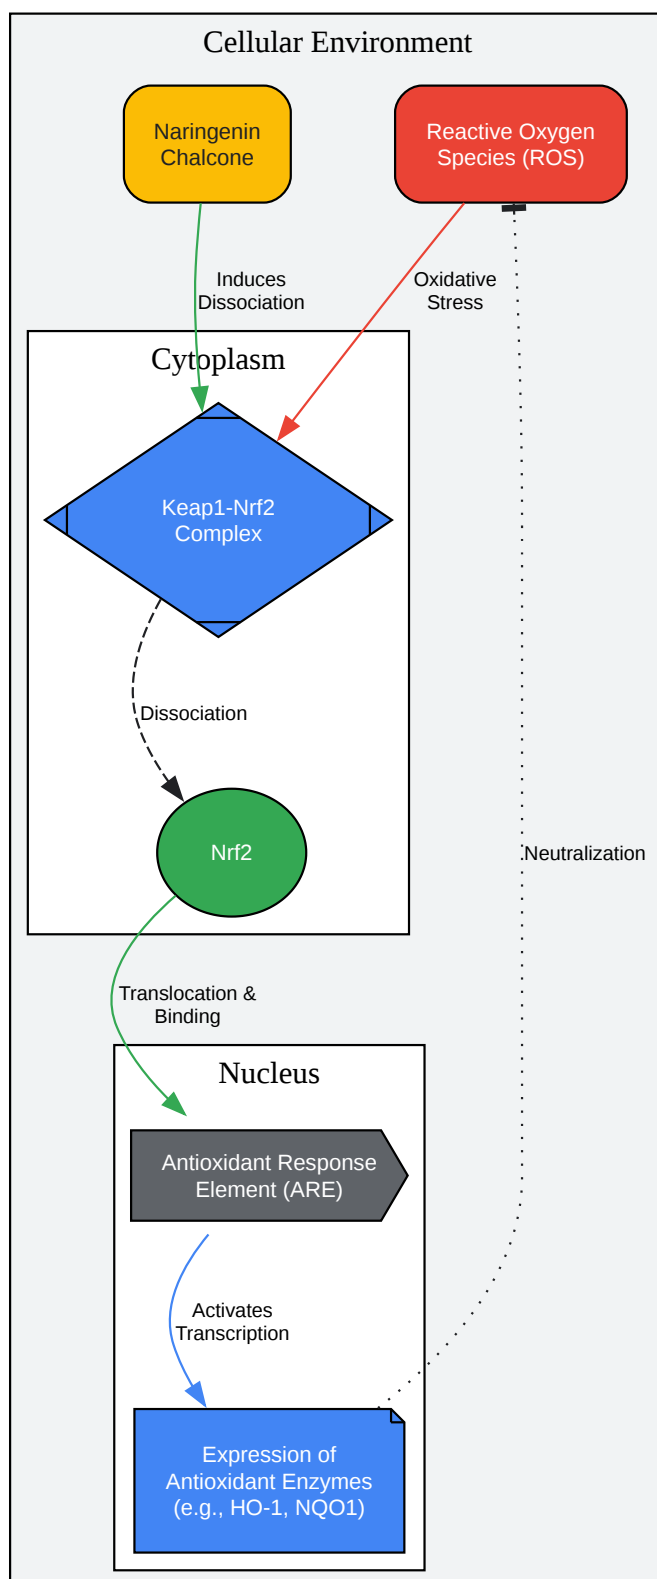 Cellular Environment
Naringenin
Chalcone
Reactive Oxygen
Species (ROS)
Induces
Dissociation
Oxidative
Stress
Cytoplasm
Keap1-Nrf2
Complex
Dissociation
Nrf2
Neutralization
Translocation &
Binding
Nucleus
Antioxidant Response
Element (ARE)
Activates
Transcription
Expression of
Antioxidant Enzymes
(e.g., HO-1, NQO1)